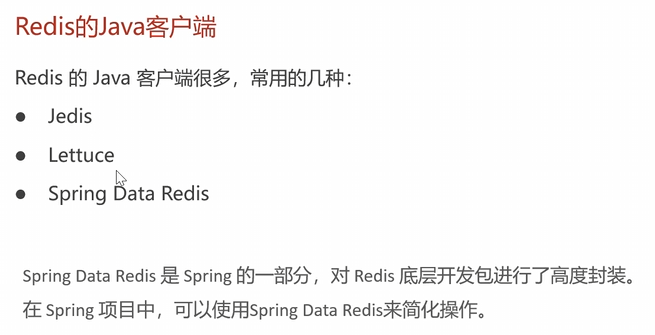 Redis的Java客户端
Redis 的 Java 客户端很多，常用的几种：
● Jedis
● Lettuce
● Spring Data Redis
Spring Data Redis 是 Spring 的一部分，对 Redis 底层开发包进行了高度封装。
在 Spring 项目中，可以使用Spring Data Redis来简化操作。